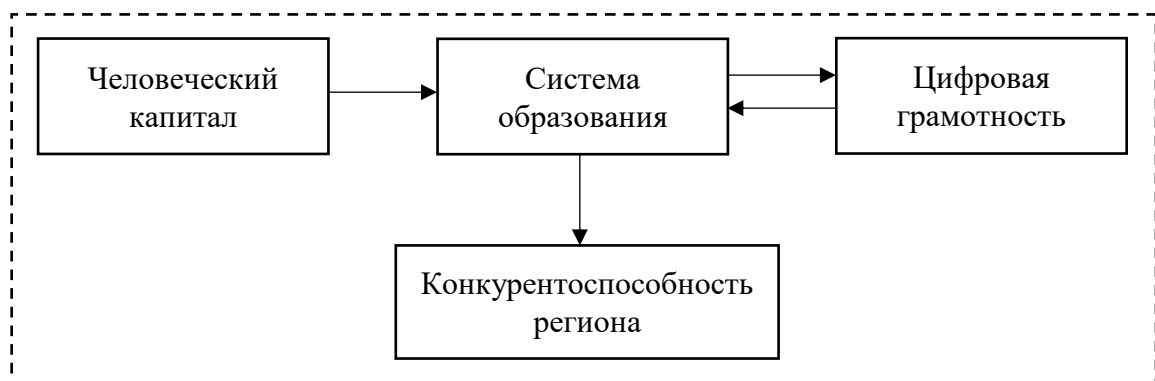 Человеческий
капитал
Система
образования
Цифровая
грамотность
Конкурентоспособность
региона